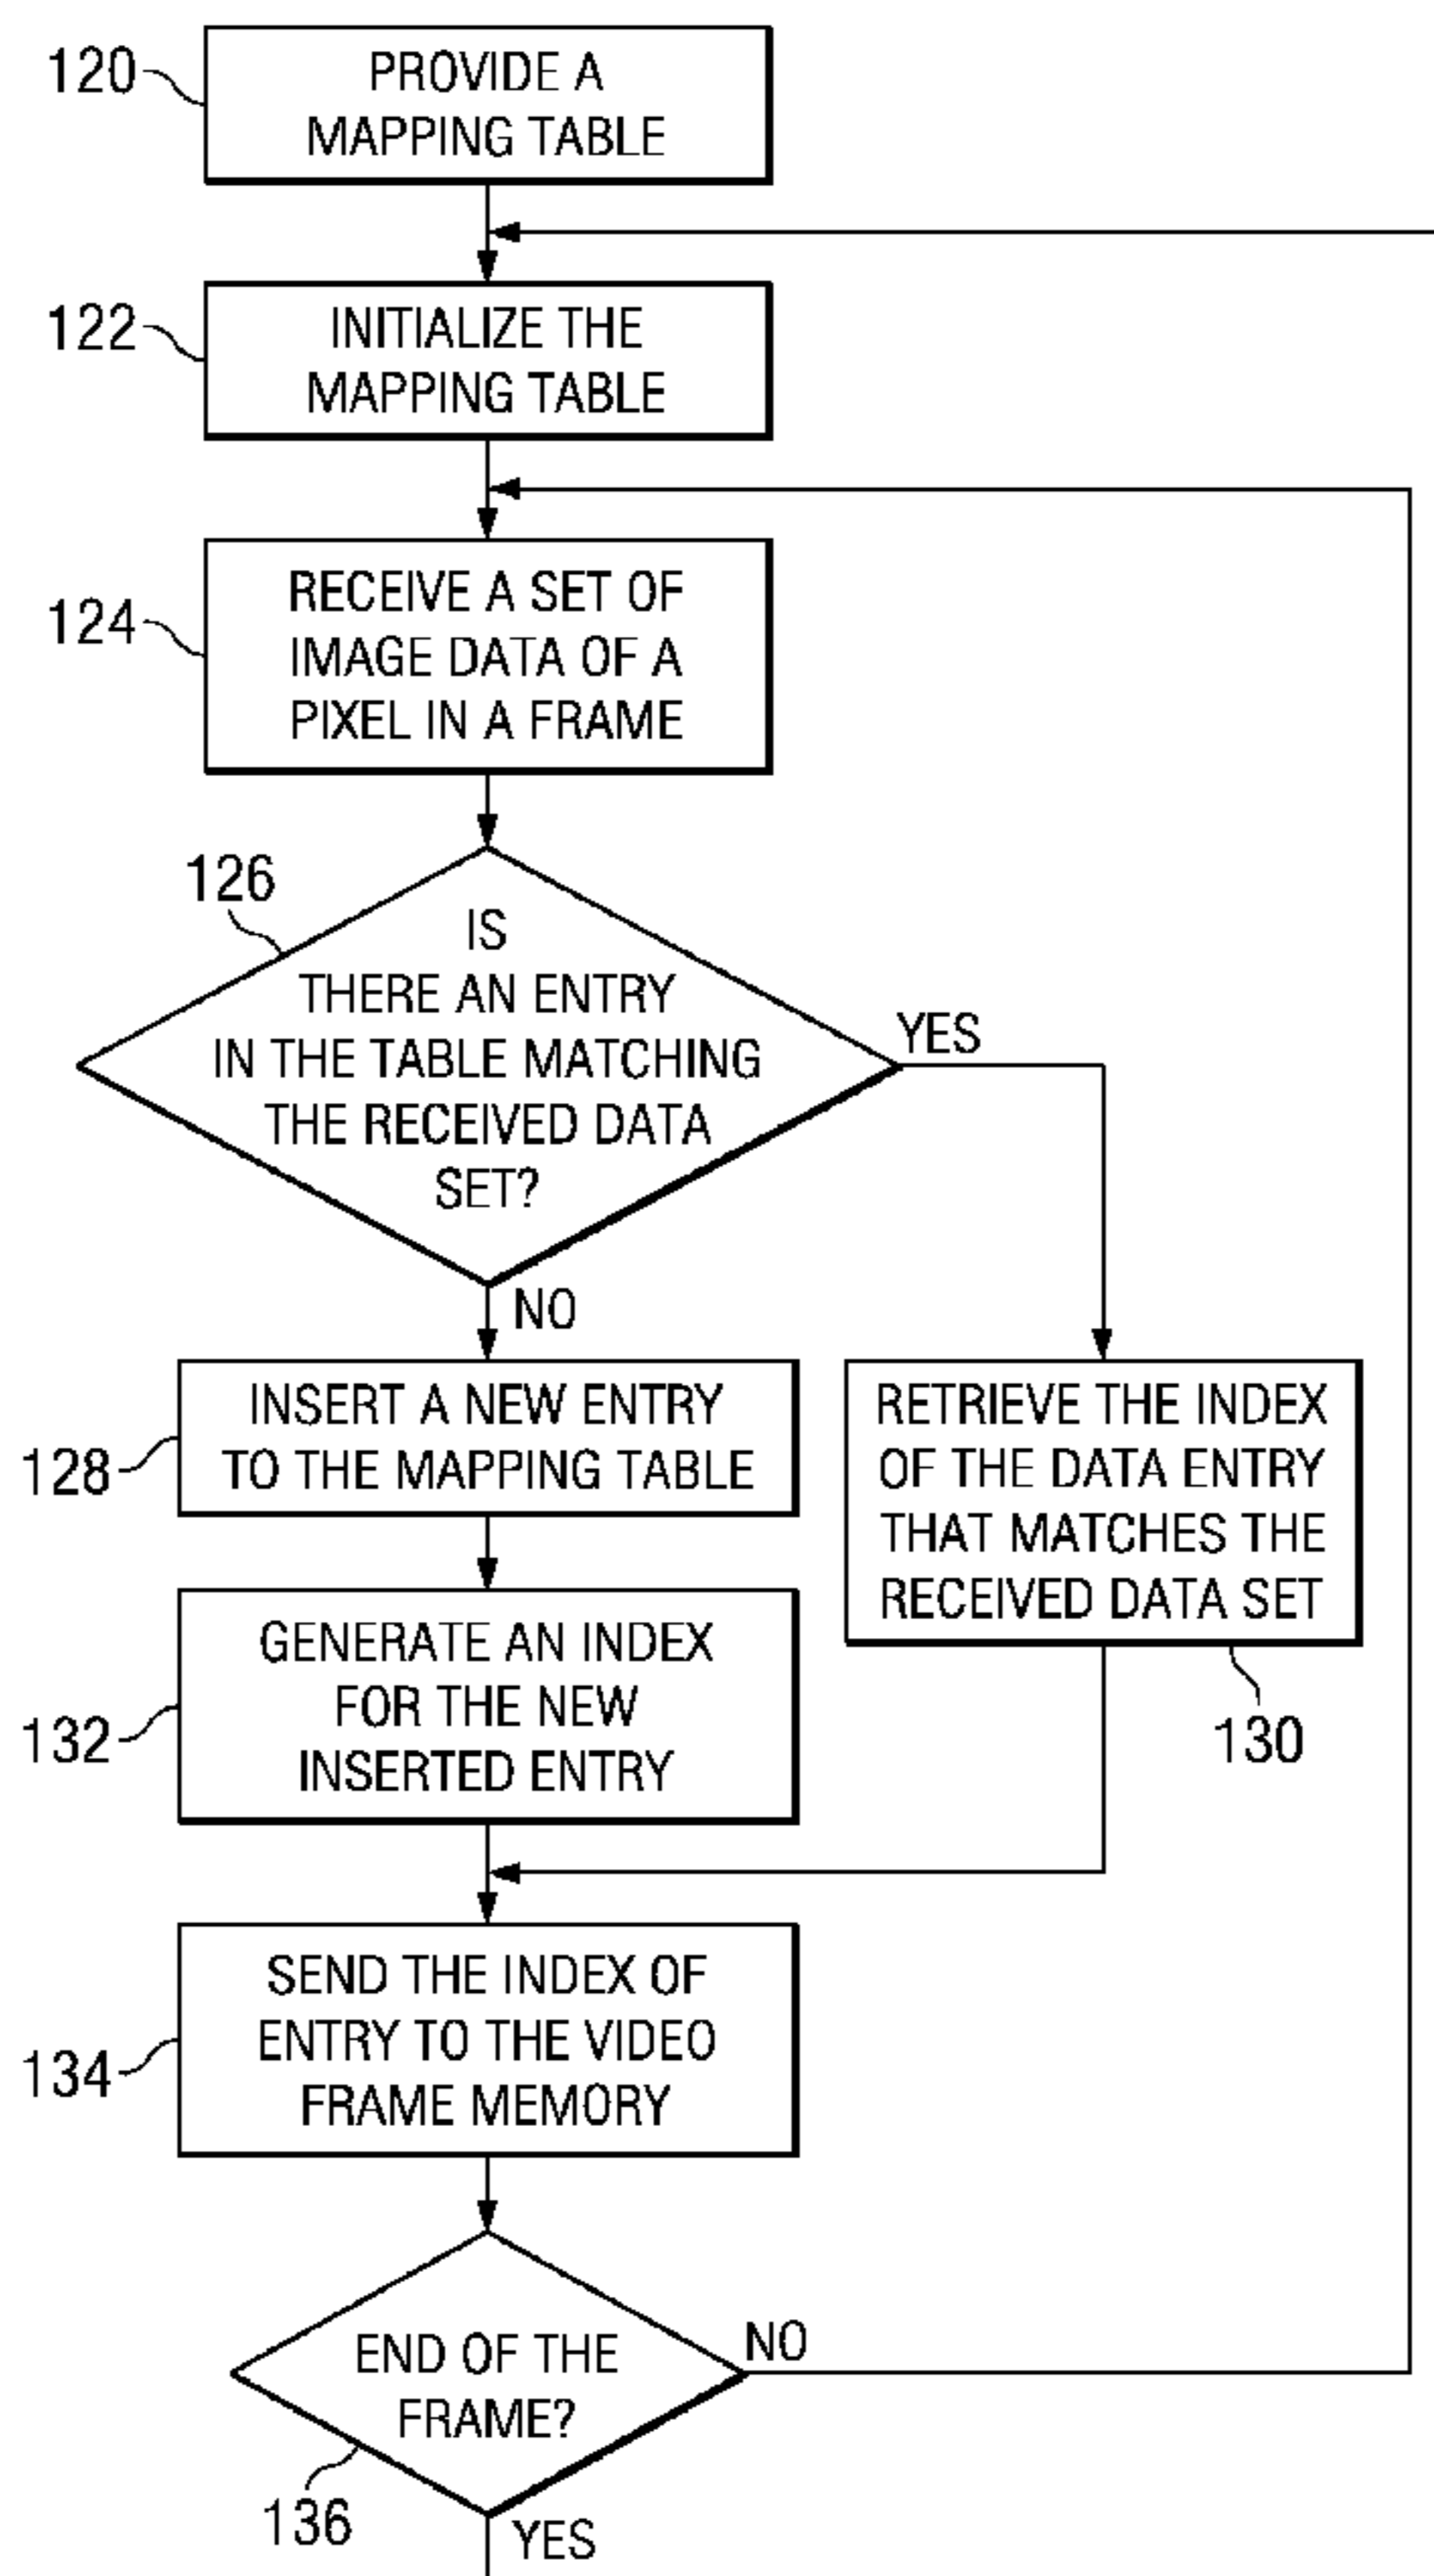 120
PROVIDE A
MAPPING TABLE
122
INITIALIZE THE
MAPPING TABLE
124
RECEIVE A SET OF
IMAGE DATA OF A
PIXEL IN A FRAME
126
IS
THERE AN ENTRY
IN THE TABLE MATCHING
THE RECEIVED DATA
SET?
YES
NO
128
INSERT A NEW ENTRY
TO THE MAPPING TABLE
RETRIEVE THE INDEX
OF THE DATA ENTRY
THAT MATCHES THE
RECEIVED DATA SET
130
132
GENERATE AN INDEX
FOR THE NEW
INSERTED ENTRY
134
SEND THE INDEX OF
ENTRY TO THE VIDEO
FRAME MEMORY
END OF THE
FRAME?
NO
136
YES